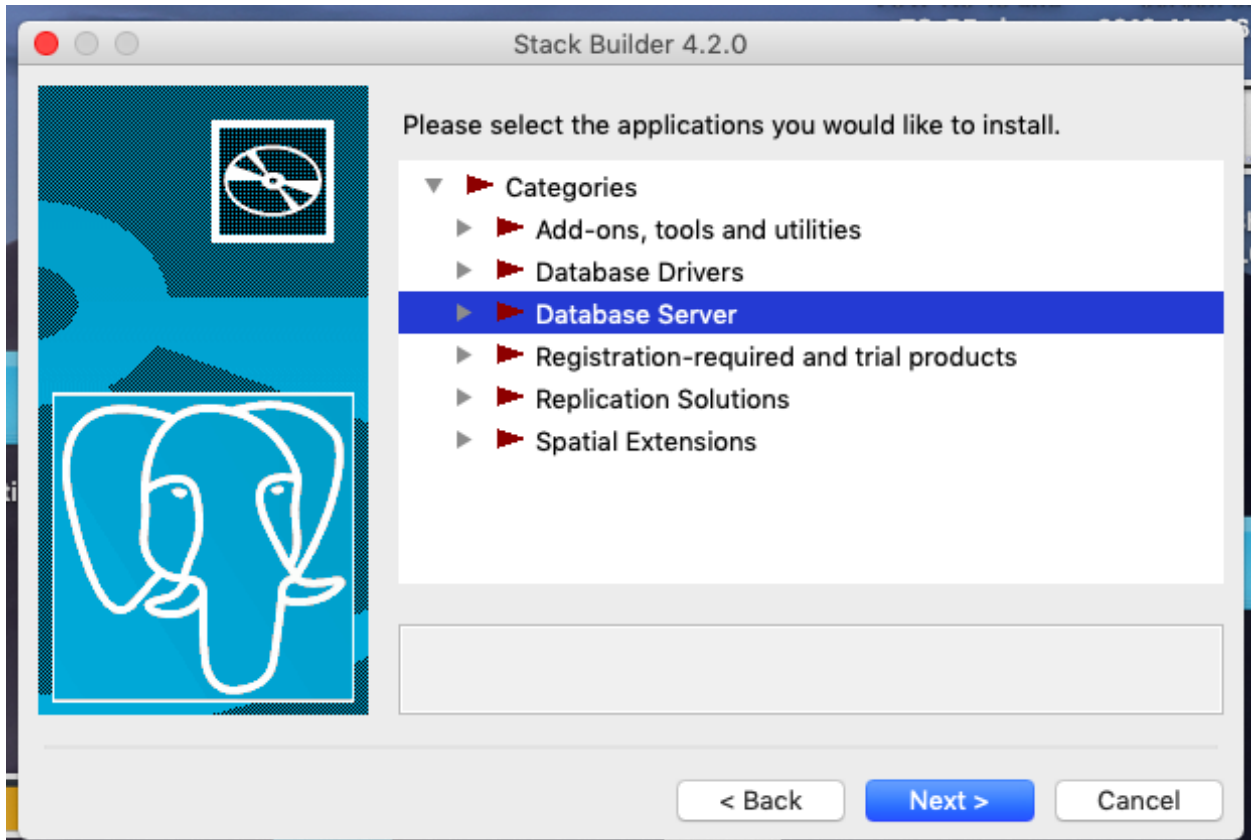 Stack Builder 4.2.0
Please select the applications you would like to install.
Categories
Add-ons, tools and utilities
Database Drivers
Database Server
Registration-required and trial products
Replication Solutions
Spatial Extensions
< Back
Next >
Cancel